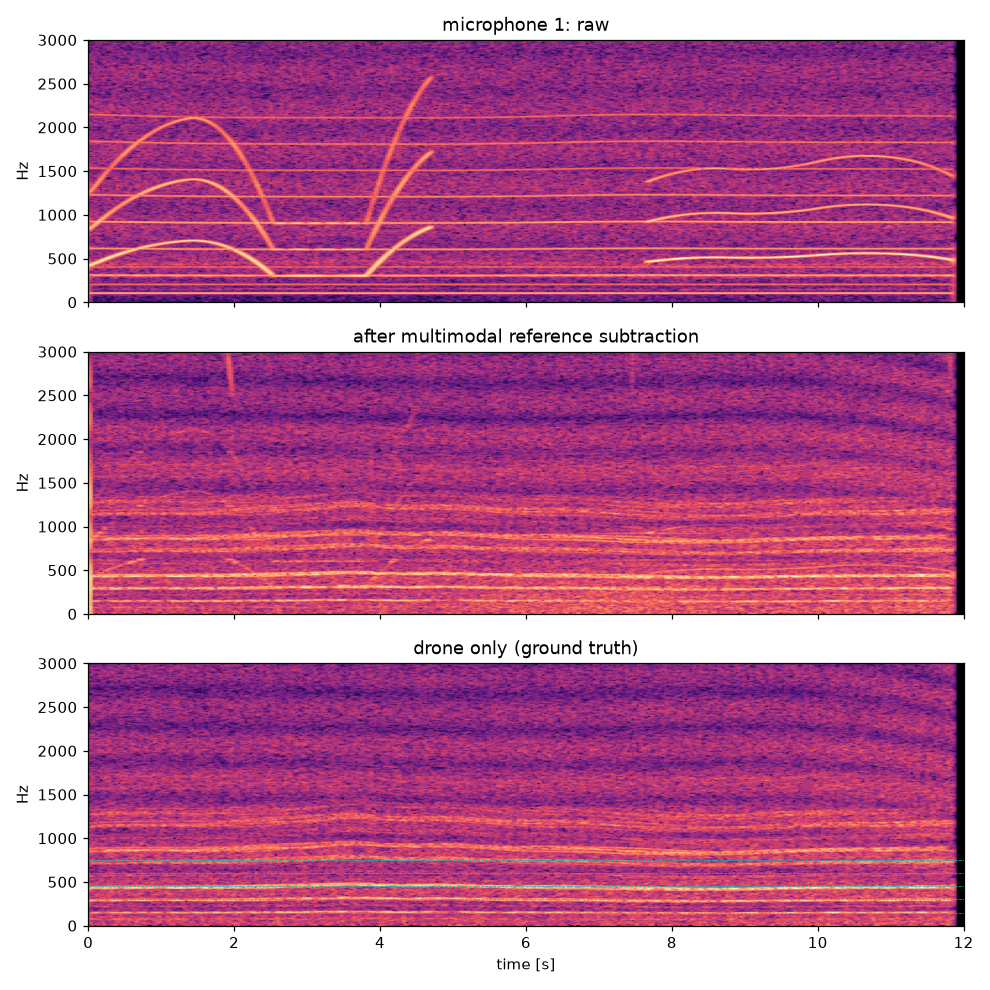 microphone 1: raw
3000
2500
2000
1500
1000
500
0
Hz
after multimodal reference subtraction
3000
2500
2000
1500
1000
500
0
Hz
drone only (ground truth)
3000
2500
2000
1500
1000
500
0
Hz
0 2 4 6 8 10 12
time [s]